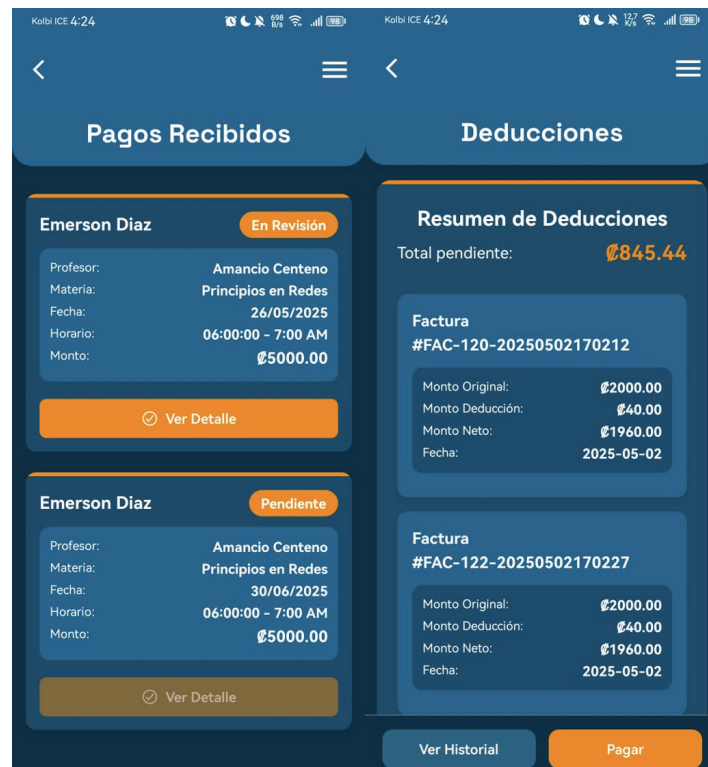 Kolbi ICE 4:24
698 B/s
98
Pagos Recibidos
Emerson Diaz
En Revisión
Profesor: Amancio Centeno
Materia: Principios en Redes
Fecha: 26/05/2025
Horario: 06:00:00 - 7:00 AM
Monto: ₡5000.00
Ver Detalle
Emerson Diaz
Pendiente
Profesor: Amancio Centeno
Materia: Principios en Redes
Fecha: 30/06/2025
Horario: 06:00:00 - 7:00 AM
Monto: ₡5000.00
Ver Detalle
Kolbi ICE 4:24
12,7 K/s
98
Deducciones
Resumen de Deducciones
Total pendiente: ₡845.44
Factura
#FAC-120-20250502170212
Monto Original: ₡2000.00
Monto Deducción: ₡40.00
Monto Neto: ₡1960.00
Fecha: 2025-05-02
Factura
#FAC-122-20250502170227
Monto Original: ₡2000.00
Monto Deducción: ₡40.00
Monto Neto: ₡1960.00
Fecha: 2025-05-02
Ver Historial
Pagar